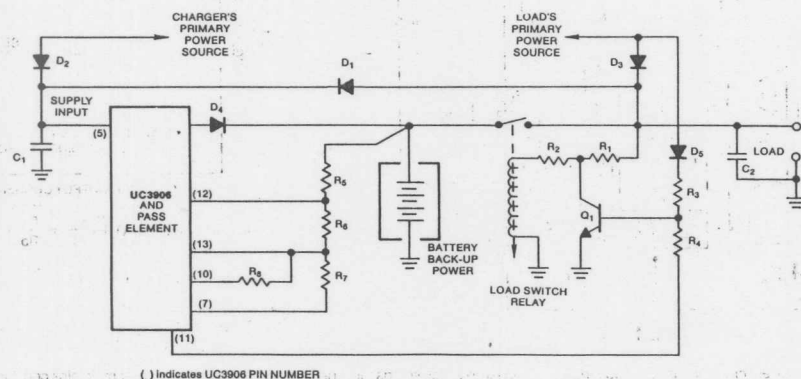 CHARGER'S
PRIMARY
POWER
SOURCE
LOAD'S
PRIMARY
POWER
SOURCE
D2
D1
D3
SUPPLY
INPUT
(5)
D4
C1
R2
R1
D5
C2
LOAD
R5
R3
UC3906
AND
PASS
ELEMENT
(12)
R6
Q1
R4
(13)
BATTERY
BACK-UP
POWER
(10)
R8
R7
LOAD SWITCH
RELAY
(7)
(11)
( ) indicates UC3906 PIN NUMBER